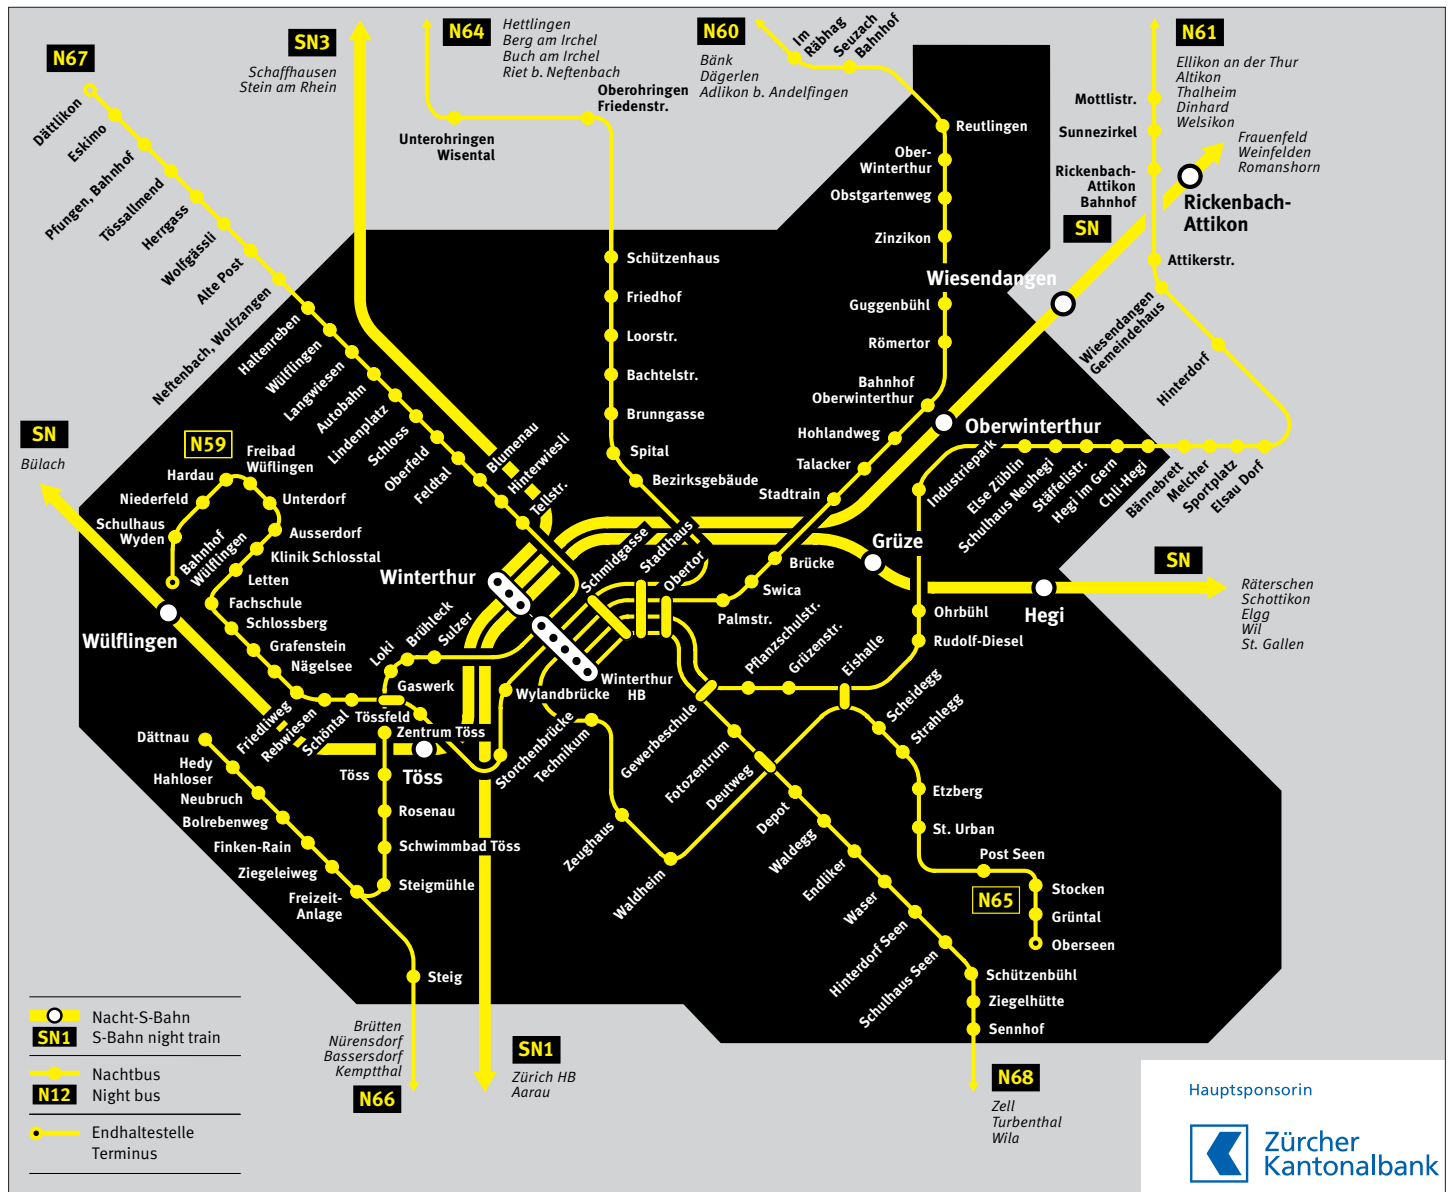 N67
SN3
Schaffhausen
Stein am Rhein
N64
Hettlingen
Berg am Irchel
Buch am Irchel
Riet b. Neftenbach
N60
Bänk
Dägerlen
Adlikon b. Andelfingen
Im
Räbhag
Seuzach
Bahnhof
N61
Ellikon an der Thur
Altikon
Thalheim
Dinhard
Welsikon
Frauenfeld
Weinfelden
Romanshorn
Dättlikon
Eskimo
Pfungen, Bahnhof
Tössallmend
Herrgass
Wolfgässli
Alte Post
Neftenbach, Wolfzangen
Haltenreben
Wülflingen
Langwiesen
Autobahn
Lindenplatz
Schloss
Oberfeld
Feldtal
Blumenau
Hinterwiesli
Tellstr.
Unterohringen
Wisental
Oberohringen
Friedenstr.
Schützenhaus
Friedhof
Loorstr.
Bachtelstr.
Brunngasse
Spital
Bezirksgebäude
Reutlingen
Ober-
Winterthur
Obstgartenweg
Zinzikon
Guggenbühl
Römertor
Bahnhof
Oberwinterthur
Hohlandweg
Talacker
Stadtrain
Brücke
Swica
Palmstr.
Mottlistr.
Sunnezirkel
Rickenbach-
Attikon
Bahnhof
Rickenbach-
Attikon
SN
Wiesendangen
Attikerstr.
Wiesendangen
Gemeindehaus
Hinterdorf
Oberwinterthur
Industriepark
Else Züblin
Schulhaus Neuhegi
Stäffelistr.
Hegi im Gern
Chli-Hegi
Bännebrett
Melcher
Sportplatz
Elsau Dorf
SN
Bülach
N59
Freibad
Wüflingen
Hardau
Niederfeld
Schulhaus
Wyden
Bahnhof
Wülflingen
Unterdorf
Ausserdorf
Klinik Schlosstal
Letten
Fachschule
Schlossberg
Grafenstein
Nägelsee
Friedliweg
Rebwiesen
Schöntal
Wülflingen
Winterthur
Schmidgasse
Stadthaus
Obertor
Grüze
SN
Räterschen
Schottikon
Elgg
Wil
St. Gallen
Hegi
Ohrbühl
Rudolf-Diesel
Loki
Brühleck
Sulzer
Gaswerk
Tössfeld
Zentrum Töss
Töss
Wylandbrücke
Winterthur
HB
Storchenbrücke
Technikum
Pflanzschulstr.
Grüzenstr.
Eishalle
Gewerbeschule
Fotozentrum
Deutweg
Zeughaus
Waldheim
Scheidegg
Strahlegg
Etzberg
St. Urban
Post Seen
N65
Stocken
Grüntal
Oberseen
Depot
Waldegg
Endliker
Waser
Hinterdorf Seen
Schulhaus Seen
Schützenbühl
Ziegelhütte
Sennhof
Dättnau
Hedy
Hahloser
Neubruch
Bolrebenweg
Finken-Rain
Ziegeleiweg
Freizeit-
Anlage
Töss
Rosenau
Schwimmbad Töss
Steigmühle
Steig
Brütten
Nürensdorf
Bassersdorf
Kemptthal
N66
SN1
Zürich HB
Aarau
N68
Zell
Turbenthal
Wila
Nacht-S-Bahn
SN1
S-Bahn night train
Nachtbus
N12
Night bus
Endhaltestelle
Terminus
Hauptsponsorin
Zürcher
Kantonalbank